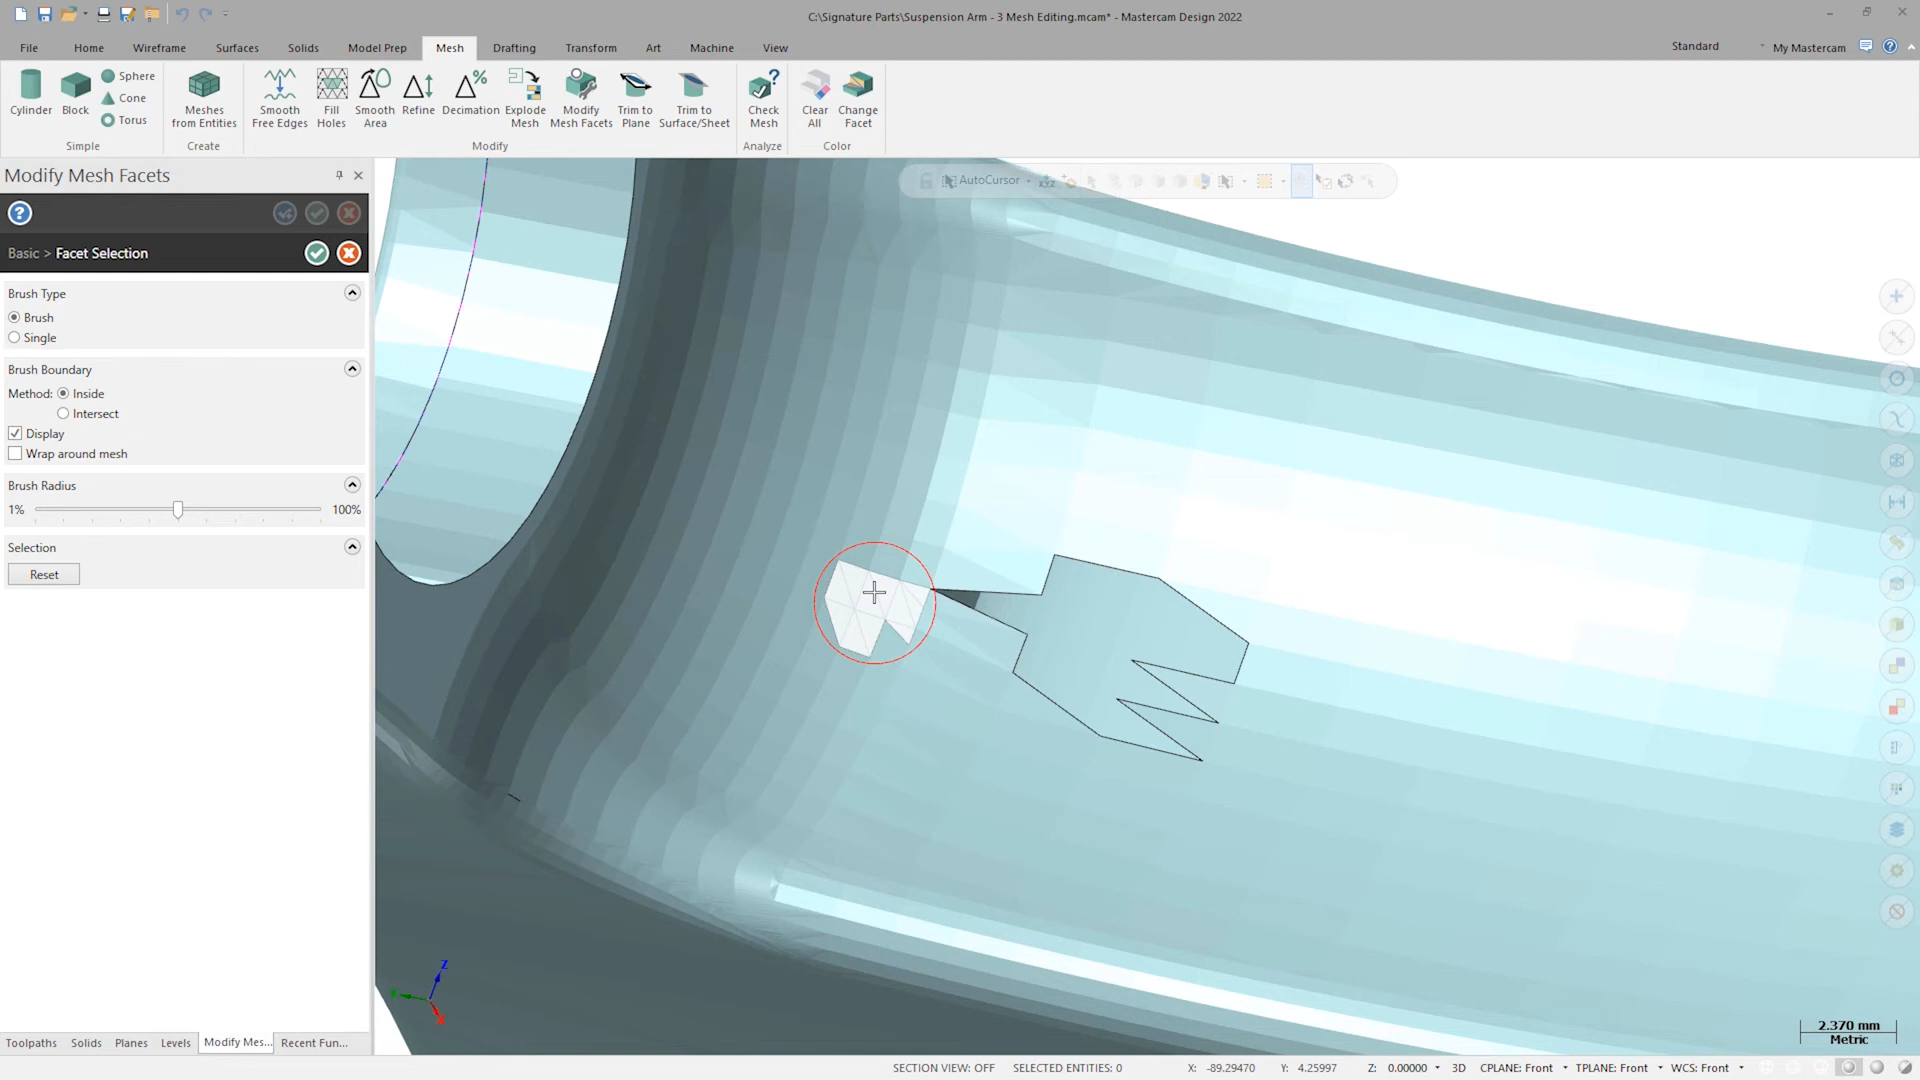 C:\Signature Parts\Suspension Arm - 3 Mesh Editing.mcam* - Mastercam Design 2022
File Home Wireframe Surfaces Solids Model Prep Mesh Drafting Transform Art Machine View Standard My Mastercam
Cylinder Block Sphere Cone Torus
Simple
Meshes from Entities
Create
Smooth Free Edges
Fill Holes
Smooth Area
Refine
Decimation
Explode Mesh
Modify Mesh Facets
Trim to Plane
Trim to Surface/Sheet
Modify
Check Mesh
Analyze
Clear All
Change Facet
Color
Modify Mesh Facets
Basic > Facet Selection
Brush Type
Brush
Single
Brush Boundary
Method: Inside
Intersect
Display
Wrap around mesh
Brush Radius
1% 100%
Selection
Reset
AutoCursor
Z
X
2.370 mm
Metric
Toolpaths Solids Planes Levels Modify Mes... Recent Fun...
SECTION VIEW: OFF SELECTED ENTITIES: 0 X: -89.29470 Y: 4.25997 Z: 0.00000 3D CPLANE: Front TPLANE: Front WCS: Front